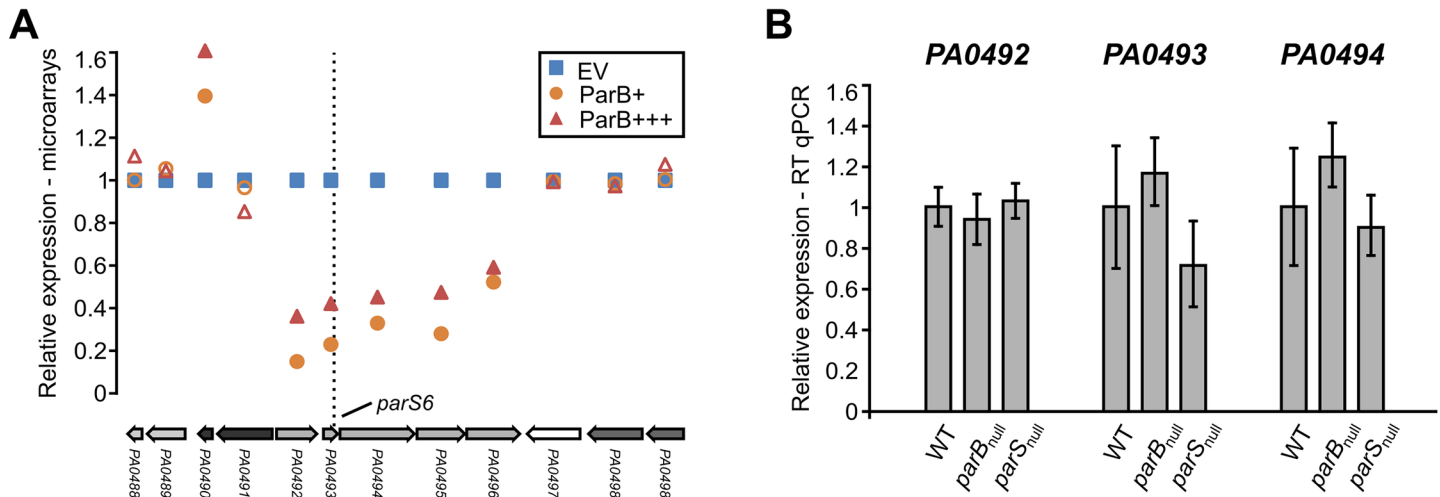 A
Relative expression - microarrays
1.6
1.4
1.2
1
0.8
0.6
0.4
0.2
0
EV
ParB+
ParB+++
parS6
PA0488
PA0489
PA0490
PA0491
PA0492
PA0493
PA0494
PA0495
PA0496
PA0497
PA0498
PA0498
B
PA0492 PA0493 PA0494
Relative expression - RT qPCR
1.6
1.4
1.2
1
0.8
0.6
0.4
0.2
0
WT
parBnull
parSnull
WT
parBnull
parSnull
WT
parBnull
parSnull